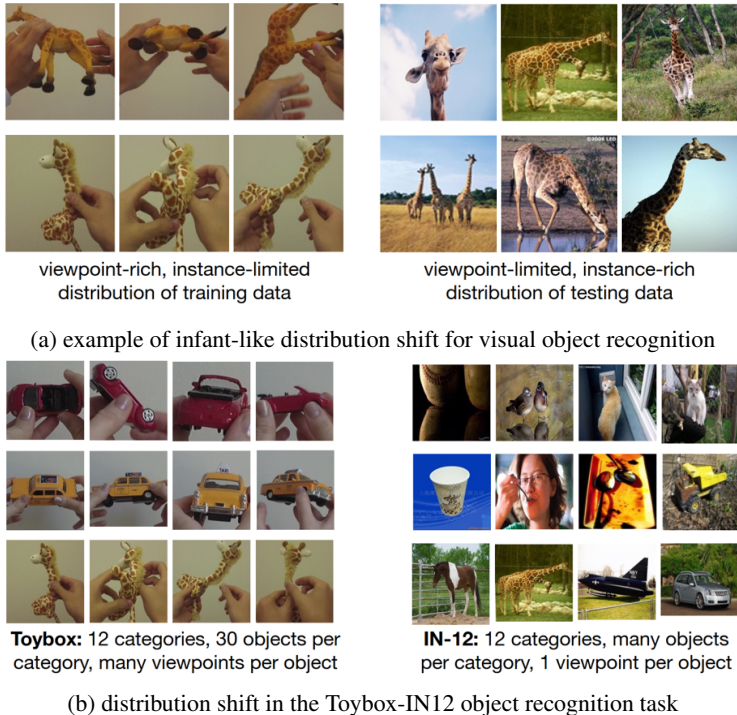 ©2008 LEO
viewpoint-rich, instance-limited
distribution of training data
viewpoint-limited, instance-rich
distribution of testing data
(a) example of infant-like distribution shift for visual object recognition
TAXI
Toybox: 12 categories, 30 objects per
category, many viewpoints per object
IN-12: 12 categories, many objects
per category, 1 viewpoint per object
(b) distribution shift in the Toybox-IN12 object recognition task